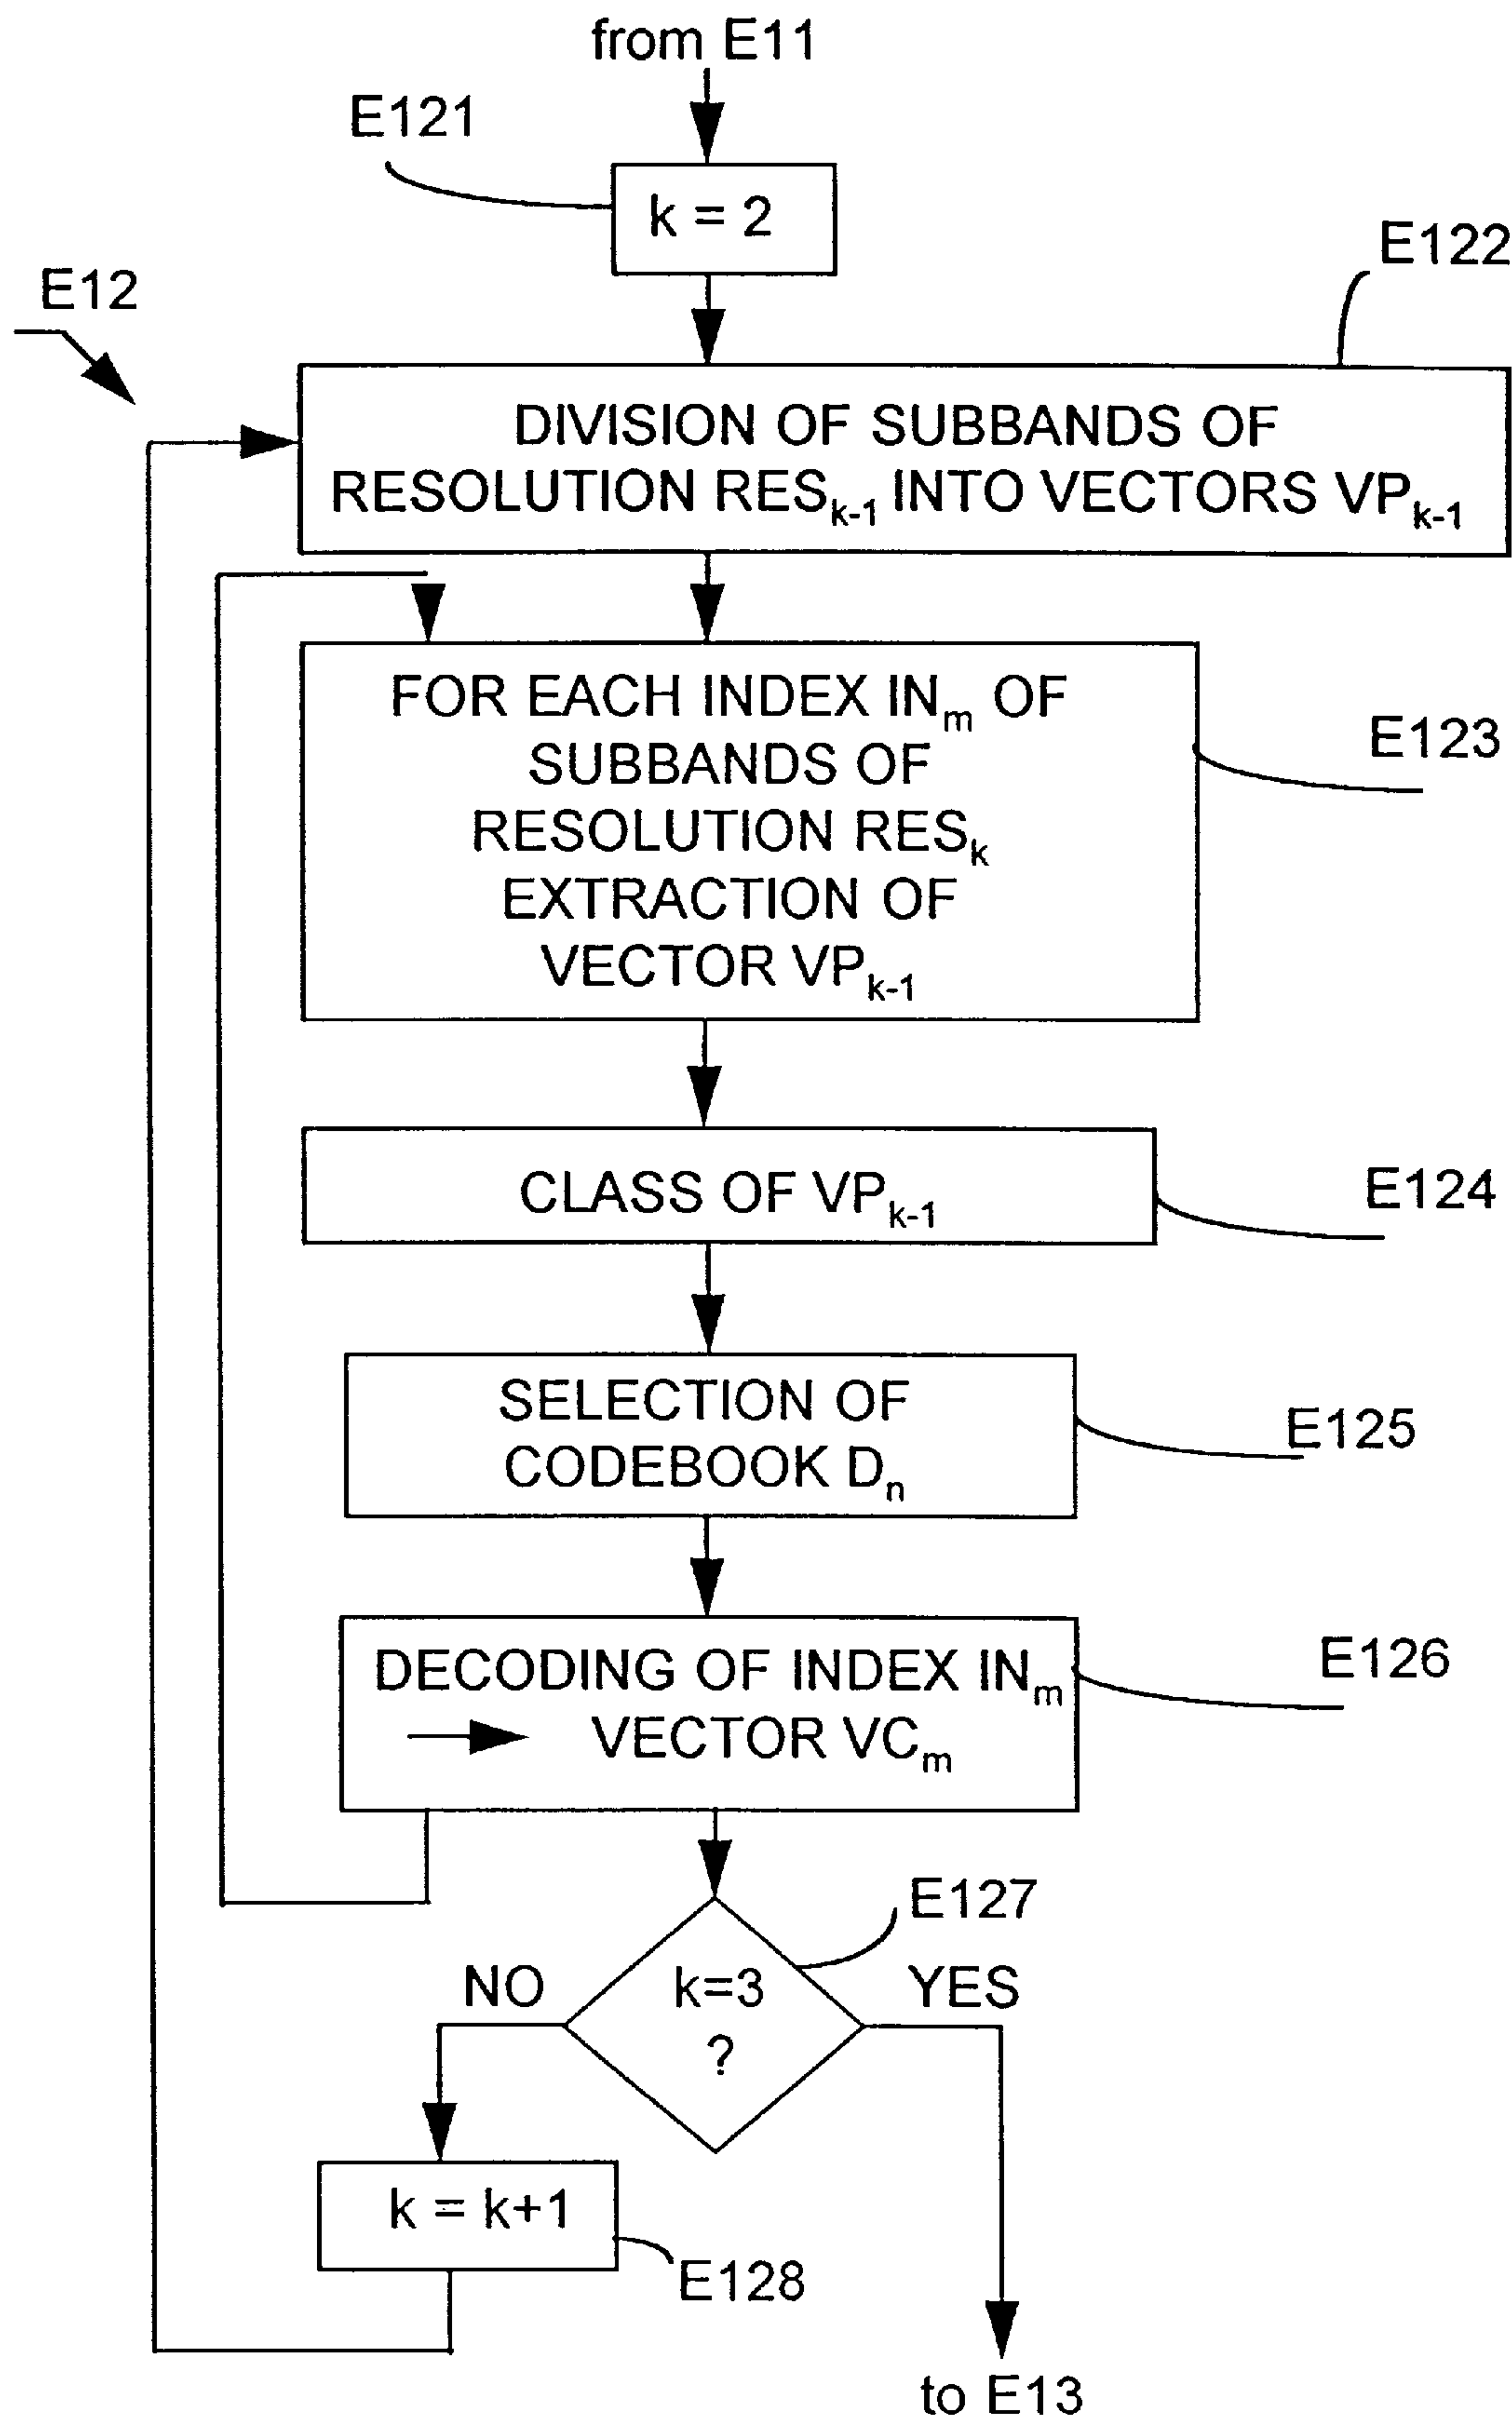 from E11
E121
k = 2
E122
E12
DIVISION OF SUBBANDS OF
RESOLUTION RESₖ₋₁ INTO VECTORS VPₖ₋₁
FOR EACH INDEX INₘ OF
SUBBANDS OF
RESOLUTION RESₖ
EXTRACTION OF
VECTOR VPₖ₋₁
E123
CLASS OF VPₖ₋₁
E124
SELECTION OF
CODEBOOK Dₙ
E125
DECODING OF INDEX INₘ
→ VECTOR VCₘ
E126
E127
NO
k=3
?
YES
k = k+1
E128
to E13